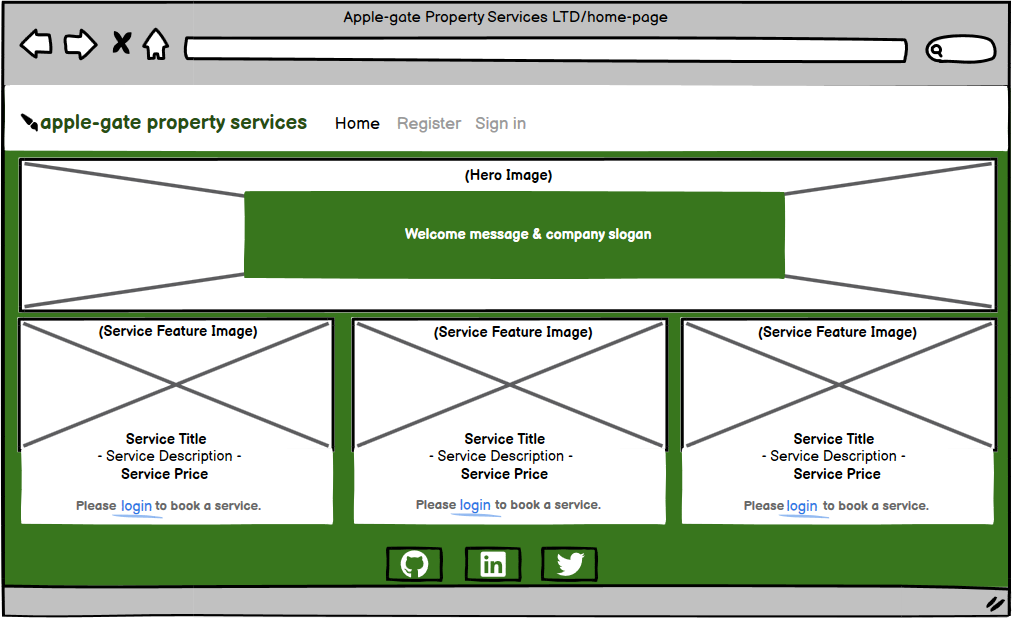 Apple-gate Property Services LTD/home-page
apple-gate property services Home Register Sign in
(Hero Image)
Welcome message & company slogan
(Service Feature Image)
Service Title
- Service Description -
Service Price
Please login to book a service.
(Service Feature Image)
Service Title
- Service Description -
Service Price
Please login to book a service.
(Service Feature Image)
Service Title
- Service Description -
Service Price
Please login to book a service.
in